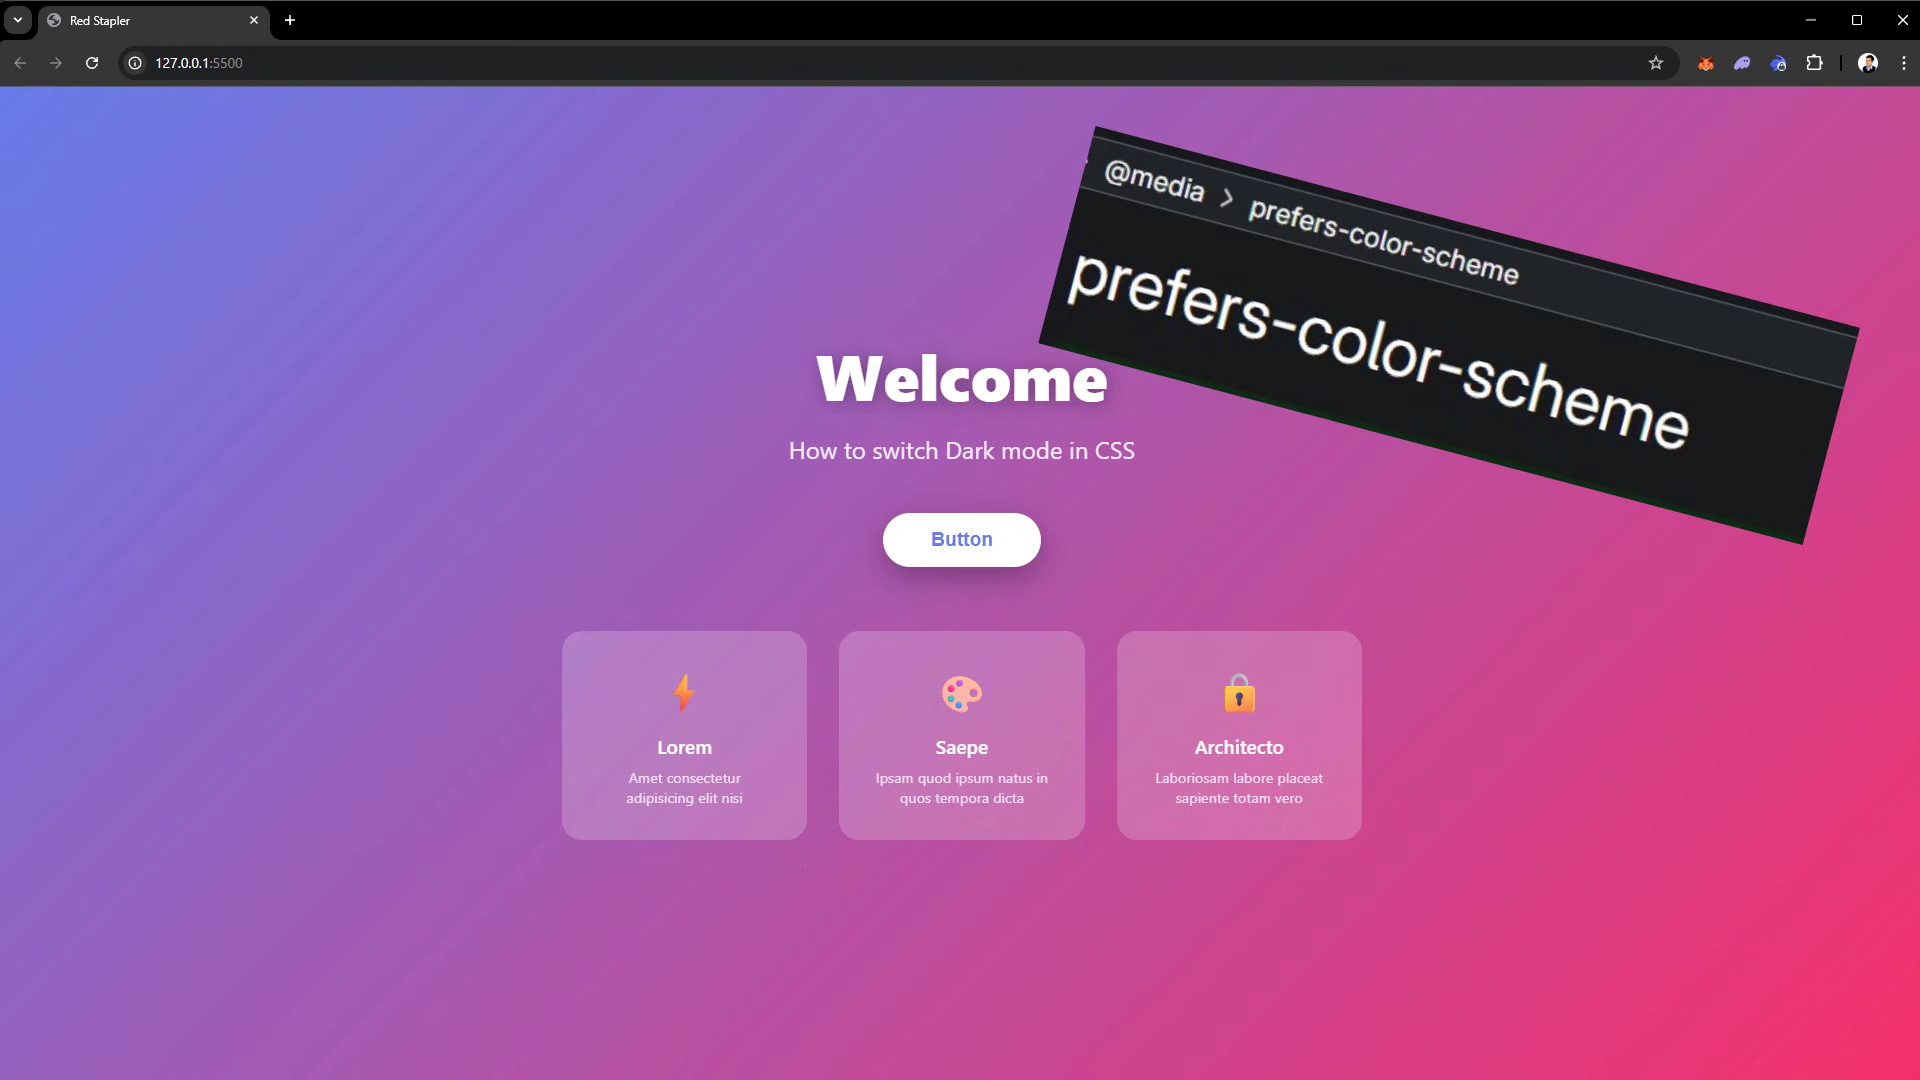 Red Stapler
127.0.0.1:5500
@media > prefers-color-scheme
prefers-color-scheme
Welcome
How to switch Dark mode in CSS
Button
Lorem
Amet consectetur
adipisicing elit nisi
Saepe
Ipsam quod ipsum natus in
quos tempora dicta
Architecto
Laboriosam labore placeat
sapiente totam vero